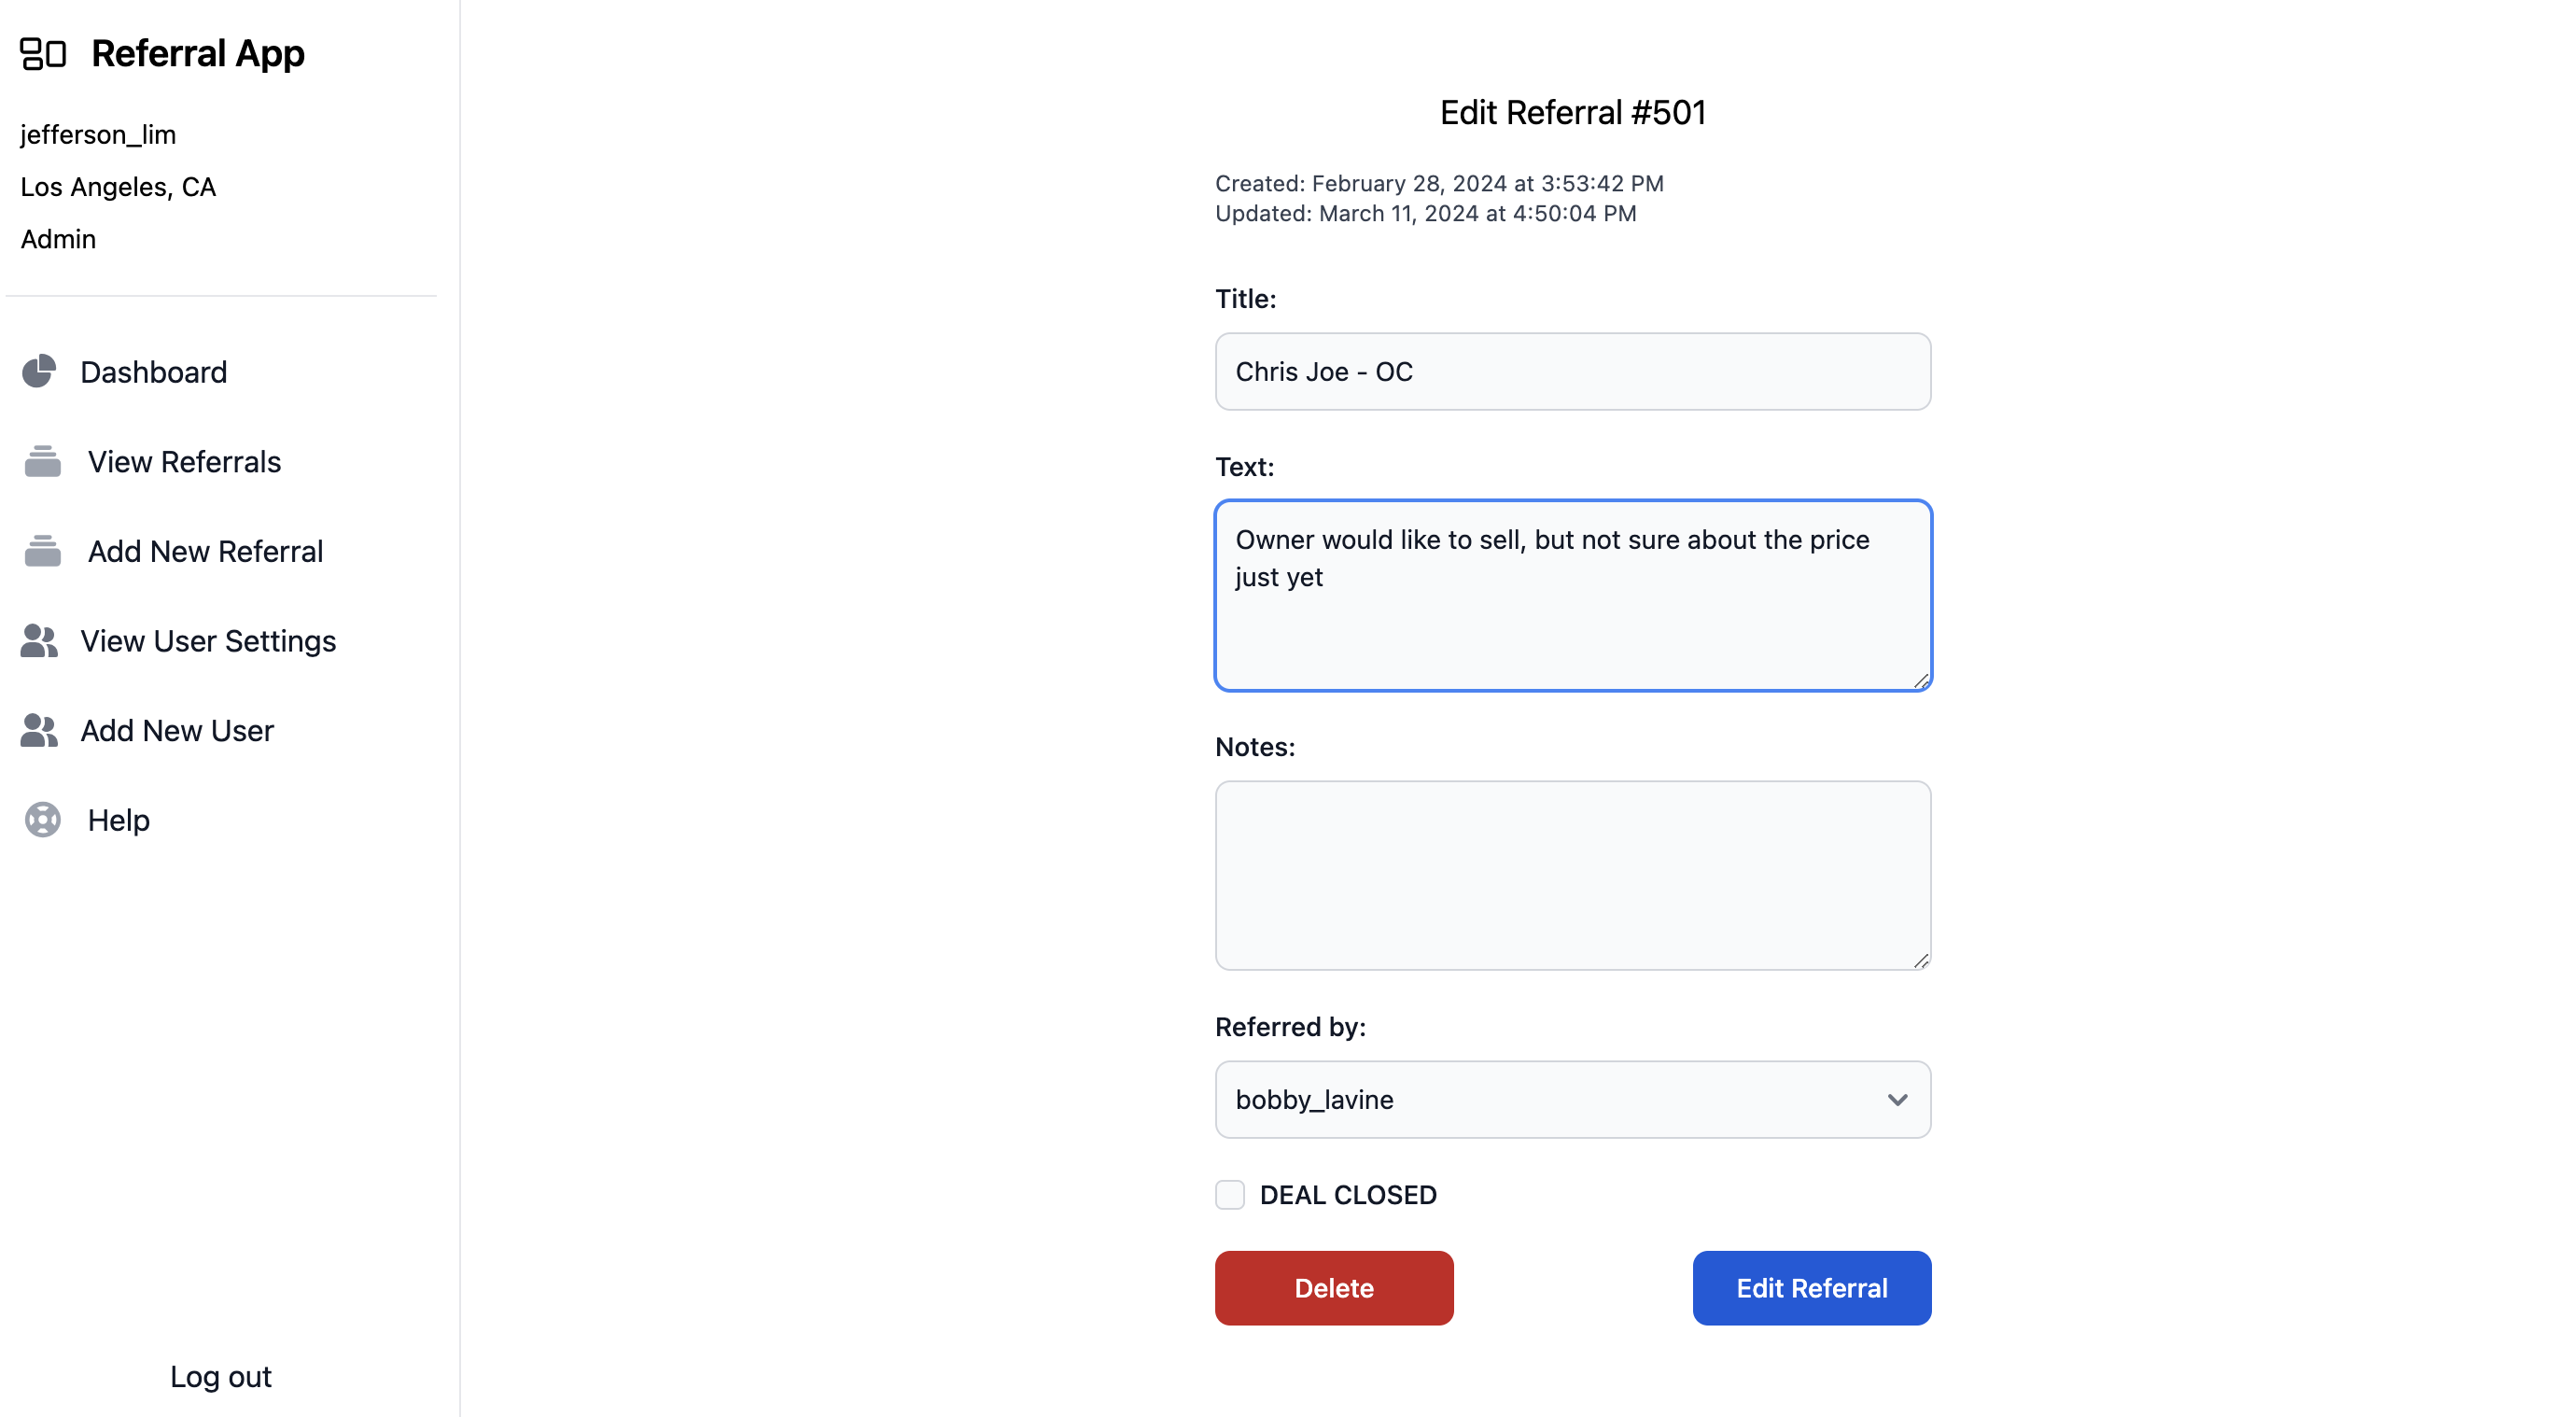 Referral App
jefferson_lim
Los Angeles, CA
Admin
Dashboard
View Referrals
Add New Referral
View User Settings
Add New User
Help
Log out
Edit Referral #501
Created: February 28, 2024 at 3:53:42 PM
Updated: March 11, 2024 at 4:50:04 PM
Title:
Chris Joe - OC
Text:
Owner would like to sell, but not sure about the price
just yet
Notes:
Referred by:
bobby_lavine
DEAL CLOSED
Delete
Edit Referral